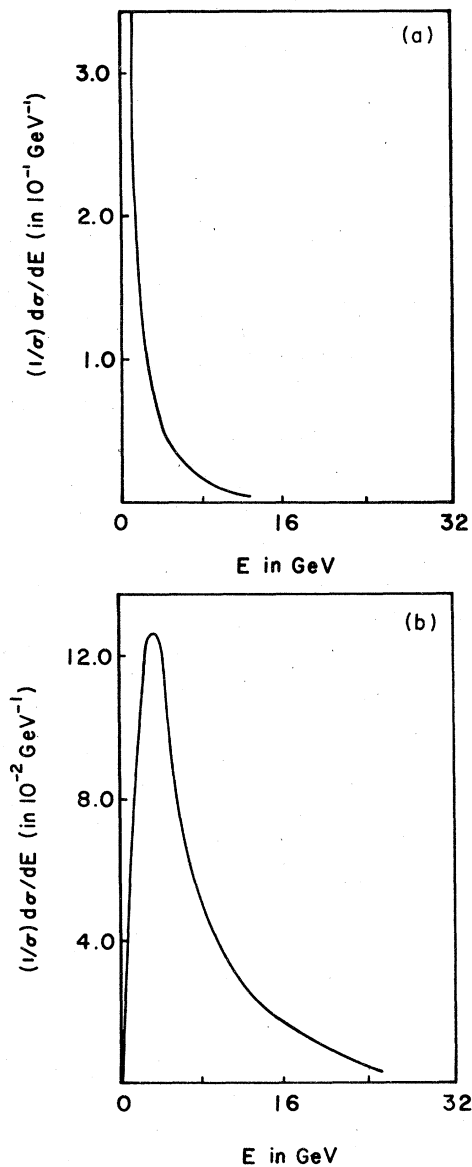 (a)
3.0
2.0
1.0
(1/σ) dσ/dE (in 10⁻¹ GeV⁻¹)
0 16 32
E in GeV
(b)
12.0
8.0
4.0
(1/σ) dσ/dE (in 10⁻² GeV⁻¹)
0 16 32
E in GeV